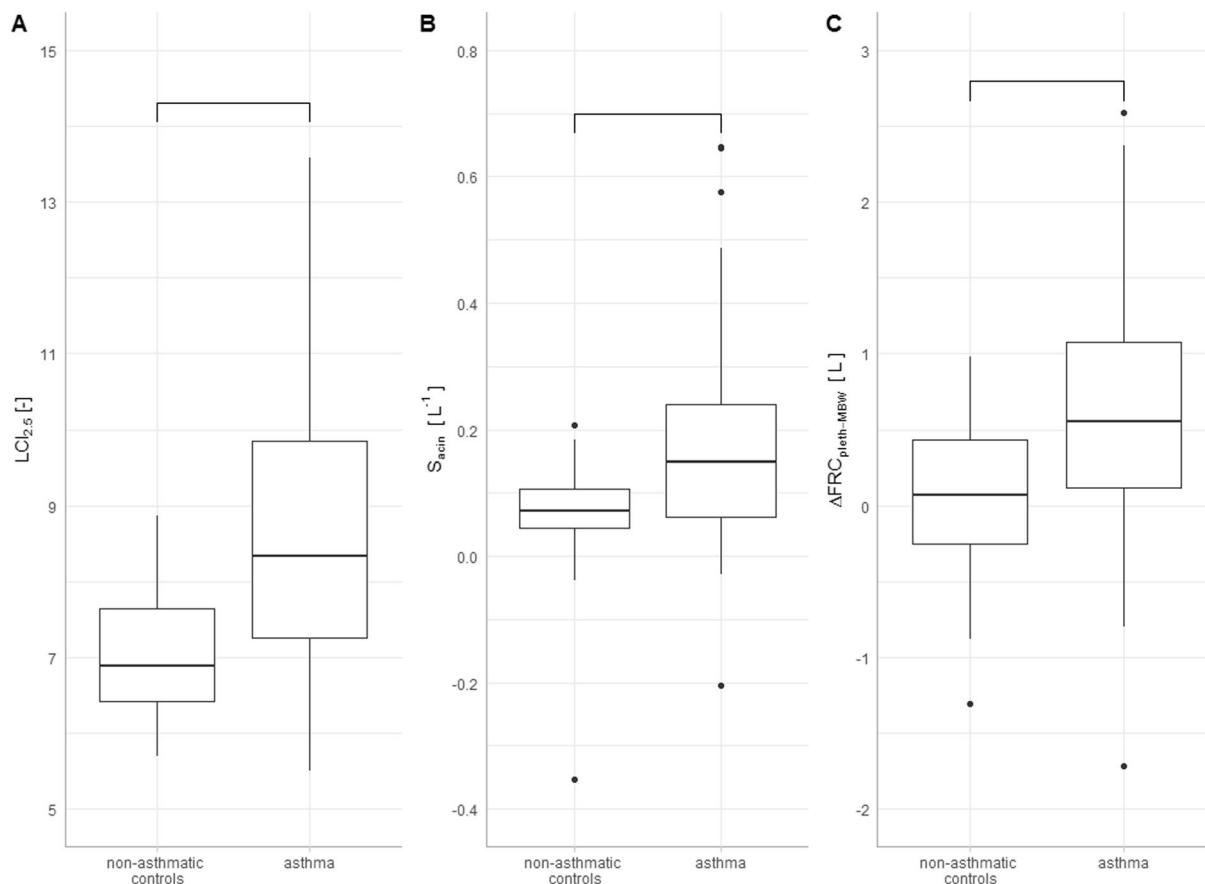 A
15
13
11
9
7
5
LCI2.5 [-]
non-asthmatic
controls
asthma
B
0.8
0.6
0.4
0.2
0.0
-0.2
-0.4
Sacin [ L-1 ]
non-asthmatic
controls
asthma
C
3
2
1
0
-1
-2
ΔFRCpleth−MBW [ L ]
non-asthmatic
controls
asthma